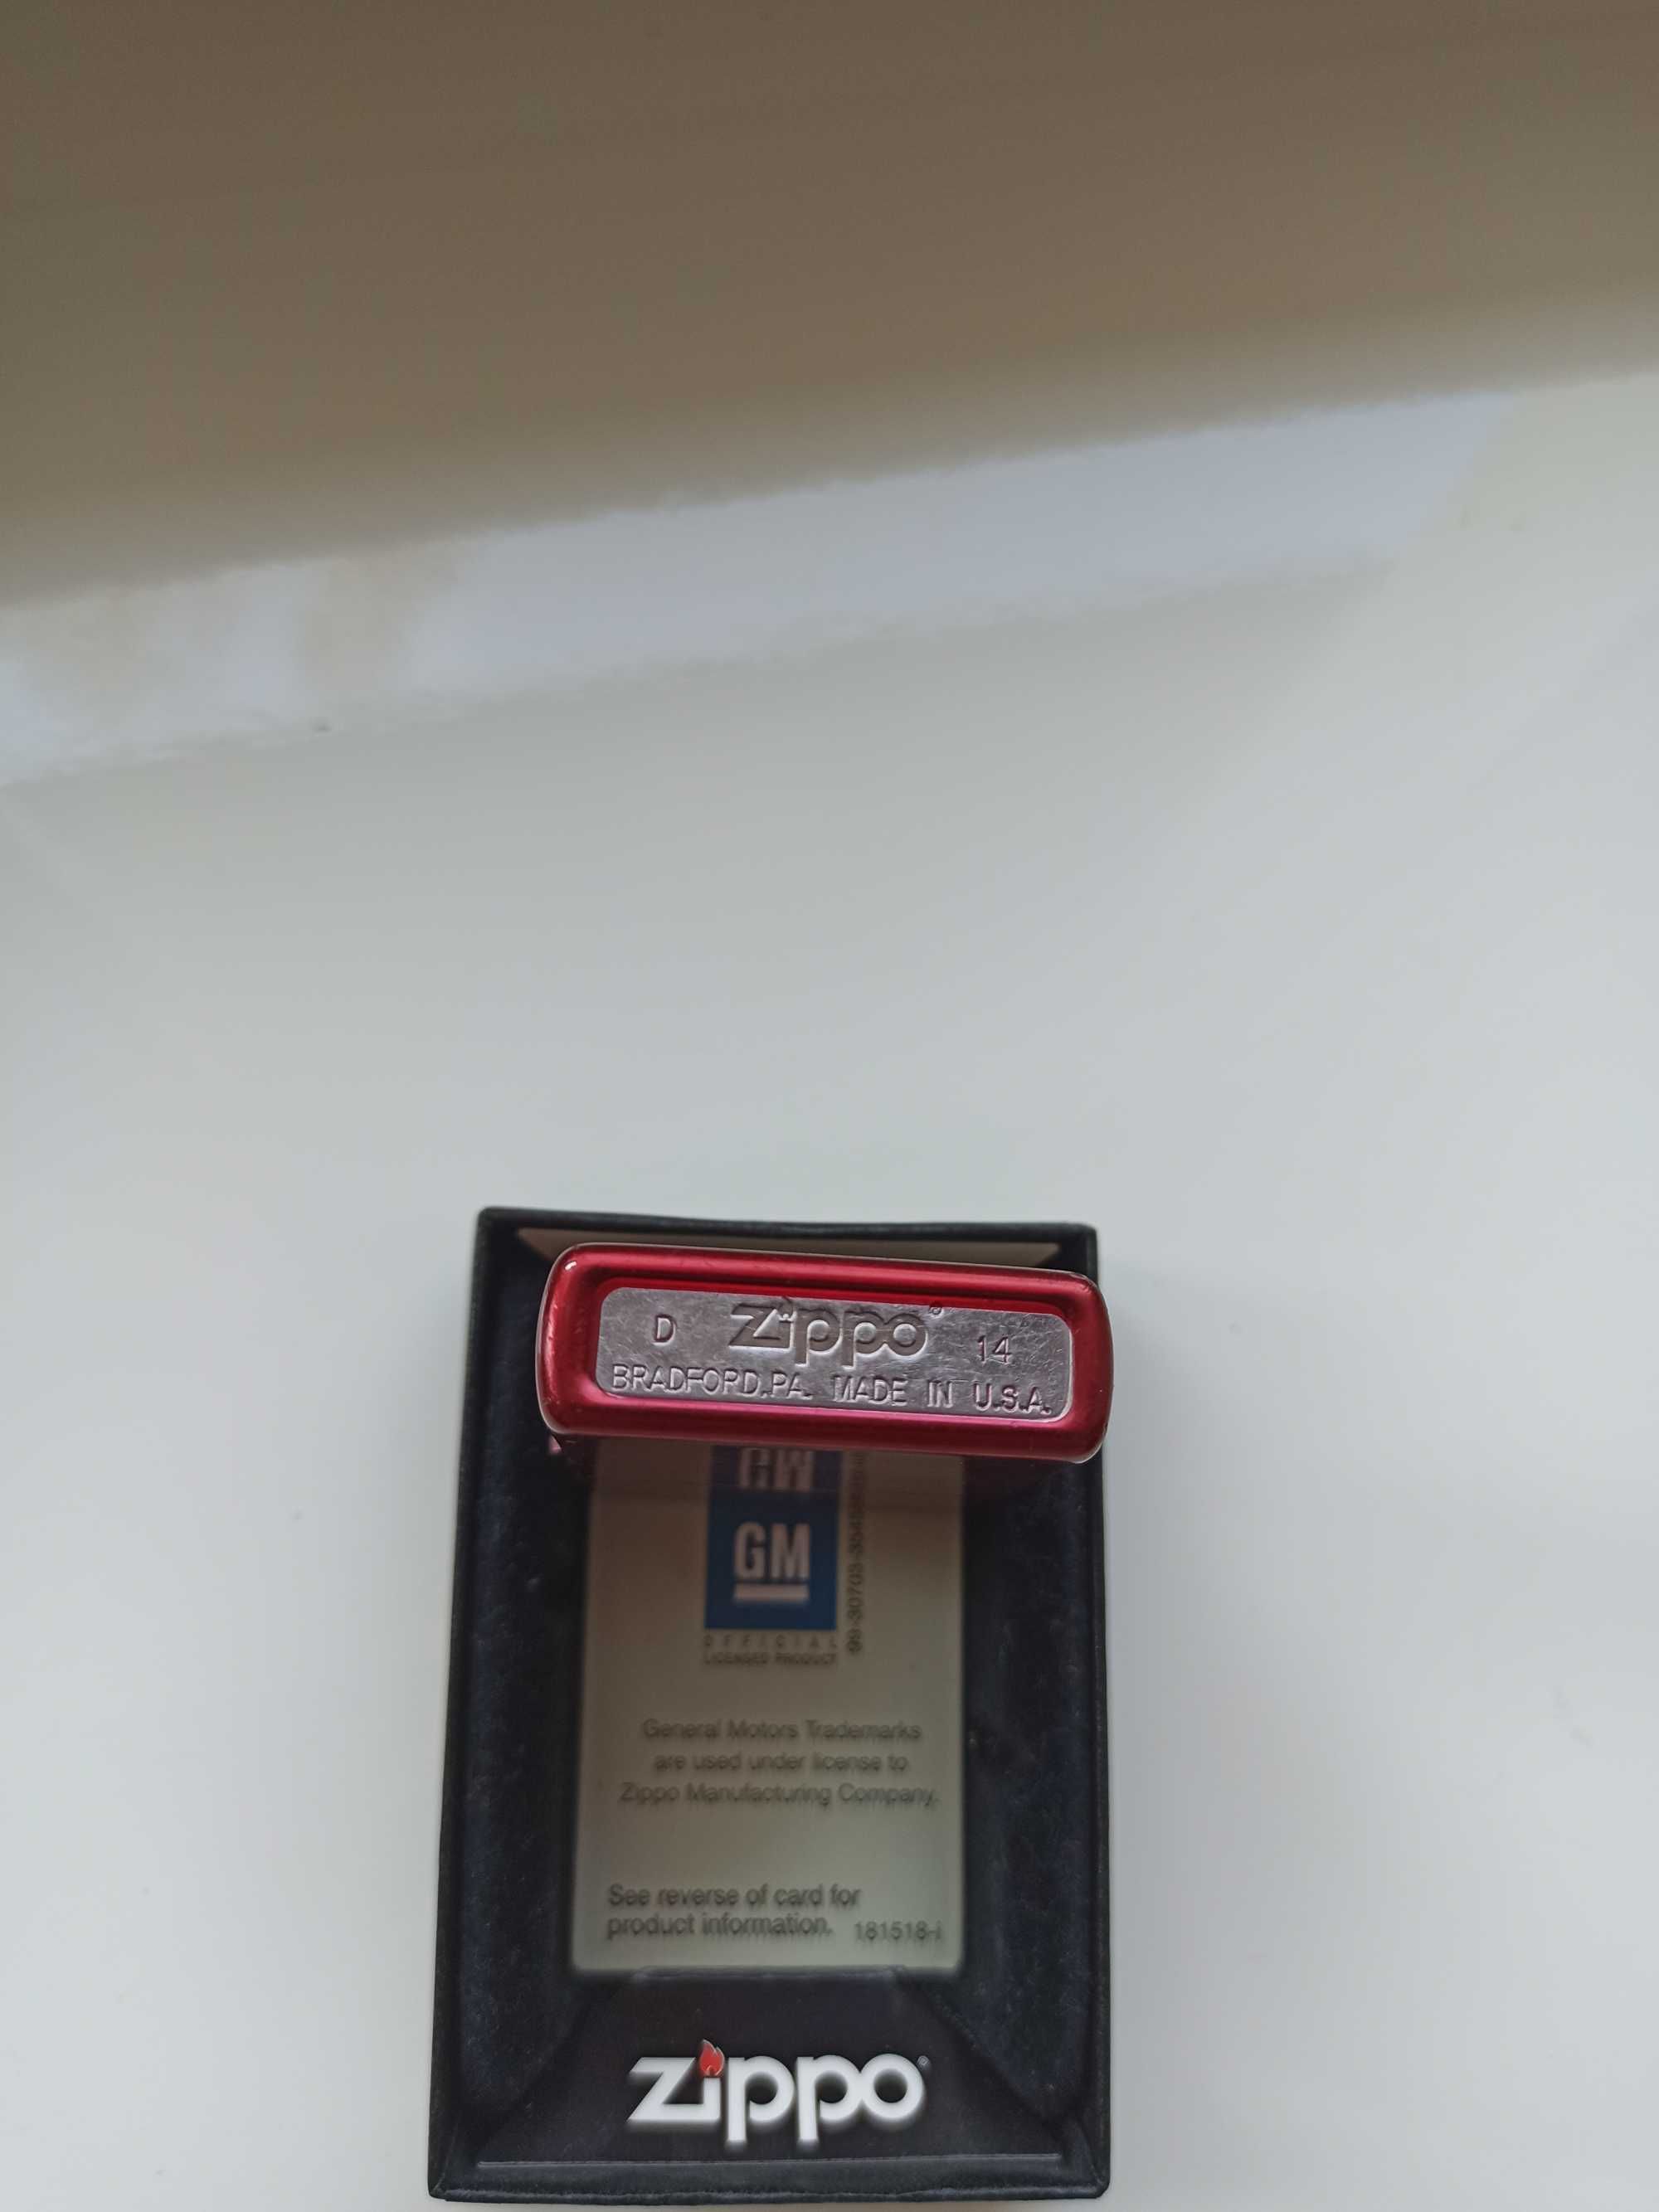 D Zippo® 14
BRADFORD, PA. MADE IN U.S.A.
GM
GM
OFFICIAL
LICENSED PRODUCT
General Motors Trademarks
are used under license to
Zippo Manufacturing Company.
See reverse of card for
product information. 181518-i
Zippo®